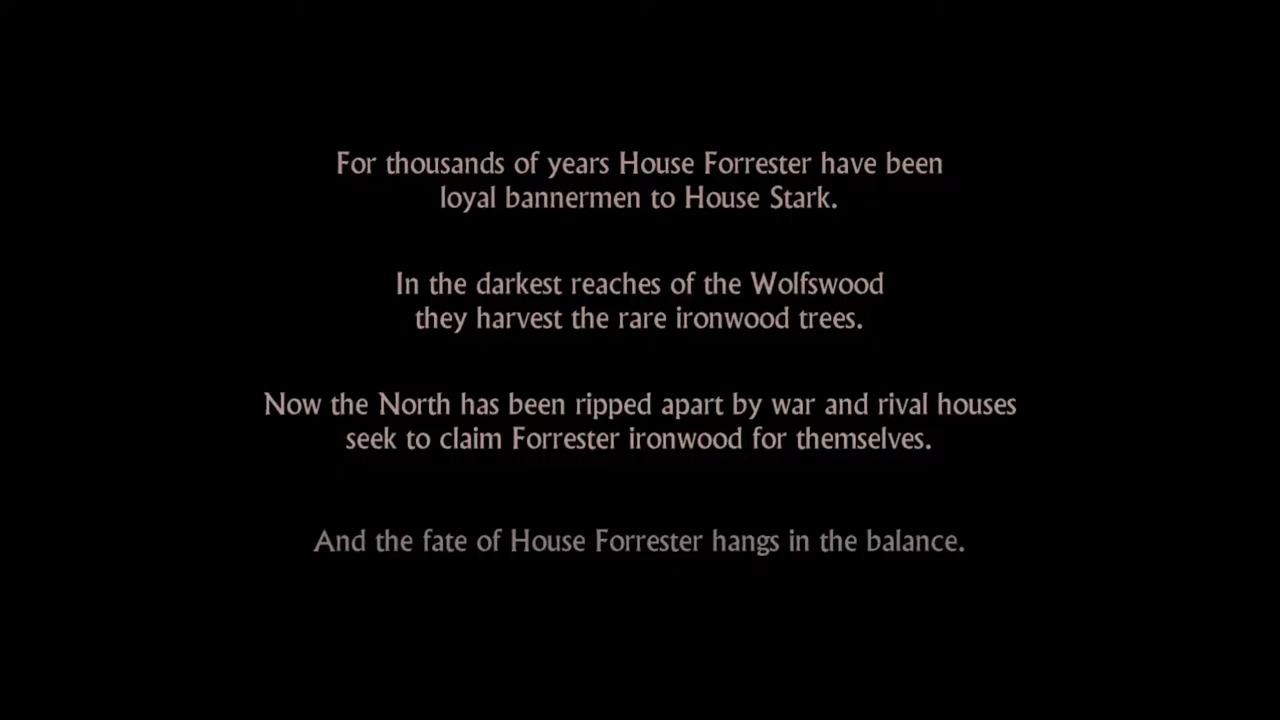 For thousands of years House Forrester have been
loyal bannermen to House Stark.
In the darkest reaches of the Wolfswood
they harvest the rare ironwood trees.
Now the North has been ripped apart by war and rival houses
seek to claim Forrester ironwood for themselves.
And the fate of House Forrester hangs in the balance.